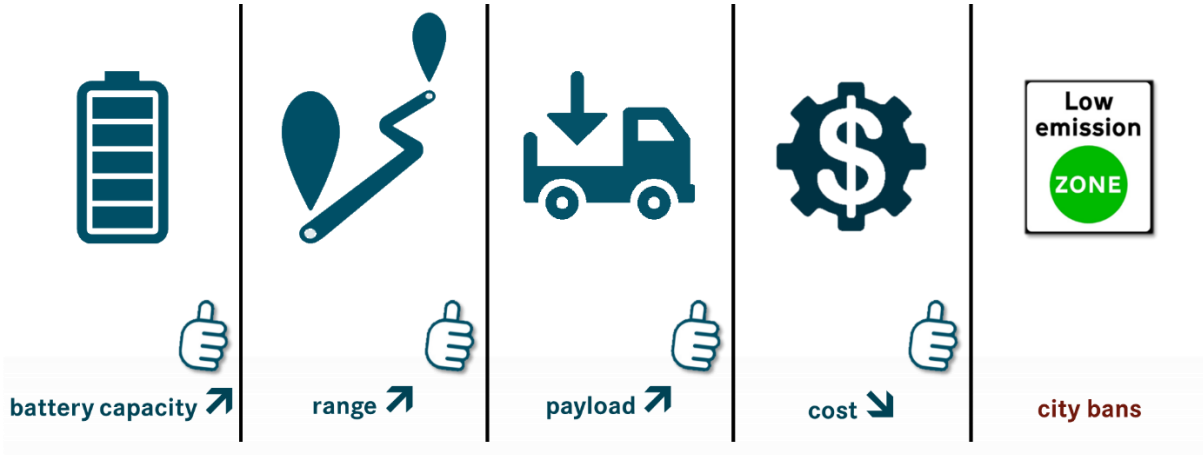 Low
emission
ZONE
$
battery capacity
range
payload
cost
city bans